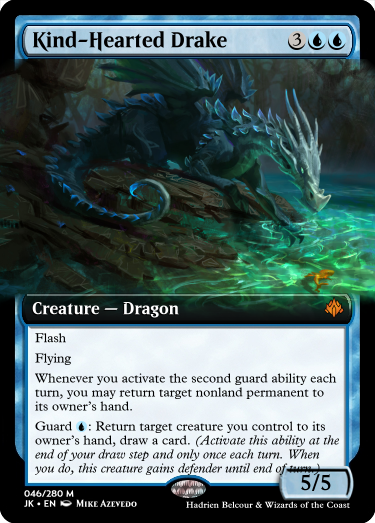 Kind-Hearted Drake 3
Creature — Dragon
Flash
Flying
Whenever you activate the second guard ability each
turn, you may return target nonland permanent to
its owner's hand.
Guard : Return target creature you control to its
owner's hand, draw a card. (Activate this ability at the
end of your draw step and only once each turn. When
you do, this creature gains defender until end of turn.)
5/5
046/280 M
JK • EN Mike Azevedo
Hadrien Belcour & Wizards of the Coast